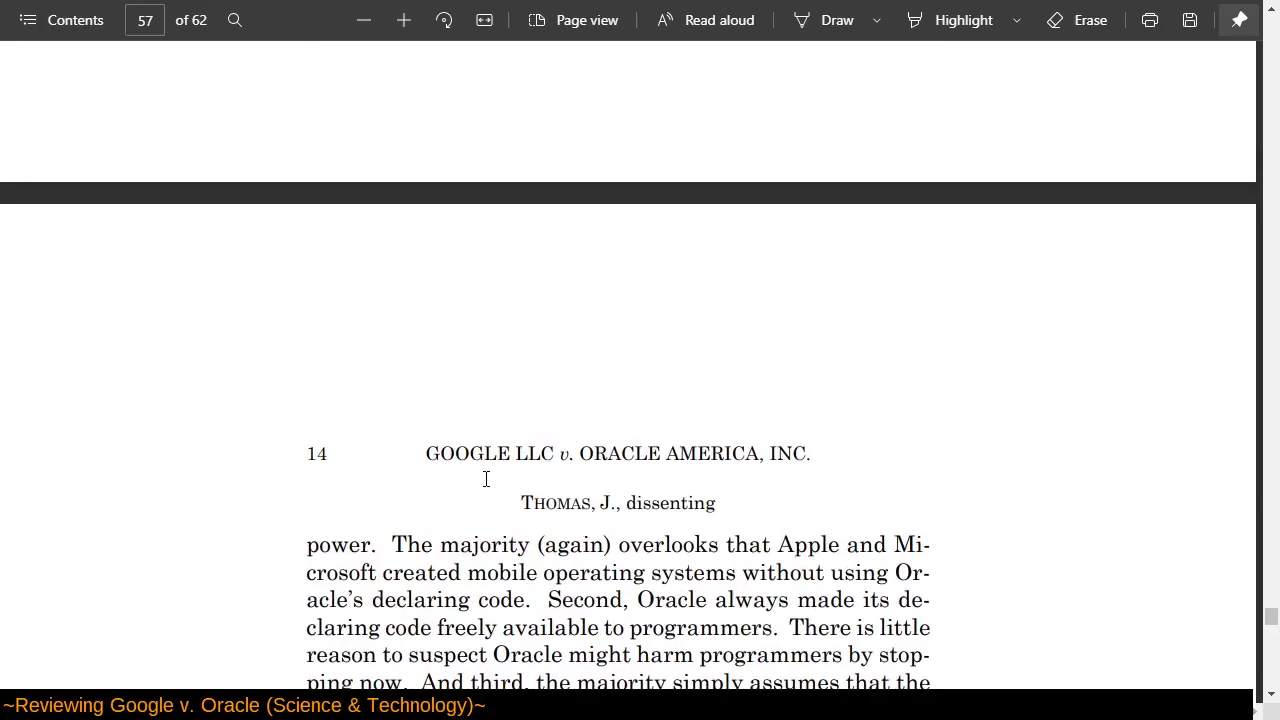 Contents 57 of 62 Page view Read aloud Draw Highlight Erase
14 GOOGLE LLC v. ORACLE AMERICA, INC.
THOMAS, J., dissenting
power. The majority (again) overlooks that Apple and Mi-
crosoft created mobile operating systems without using Or-
acle’s declaring code. Second, Oracle always made its de-
claring code freely available to programmers. There is little
reason to suspect Oracle might harm programmers by stop-
ping now. And third, the majority simply assumes that the
~Reviewing Google v. Oracle (Science & Technology)~